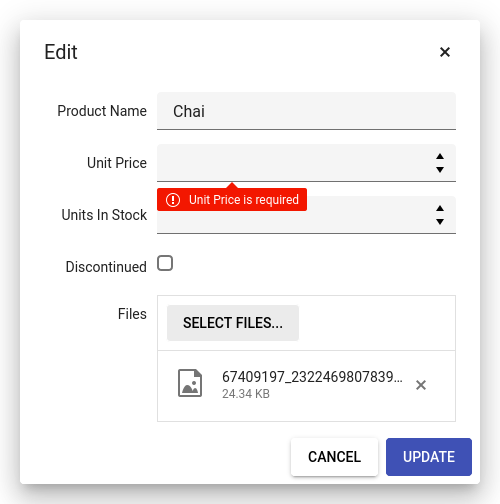 Edit
Product Name
Chai
Unit Price
Unit Price is required
Units In Stock
Discontinued
Files
SELECT FILES...
67409197_2322469807839...
24.34 KB
CANCEL
UPDATE